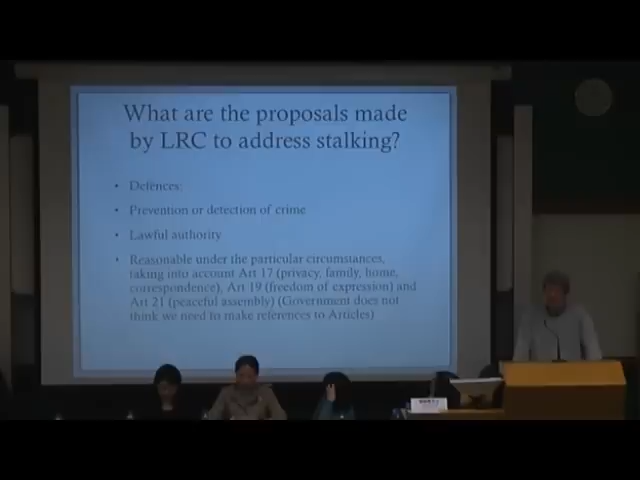 What are the proposals made
by LRC to address stalking?
• Defences:
• Prevention or detection of crime
• Lawful authority
• Reasonable under the particular circumstances,
taking into account Art 17 (privacy, family, home,
correspondence), Art 19 (freedom of expression) and
Art 21 (peaceful assembly) (Government does not
think we need to make references to Articles)